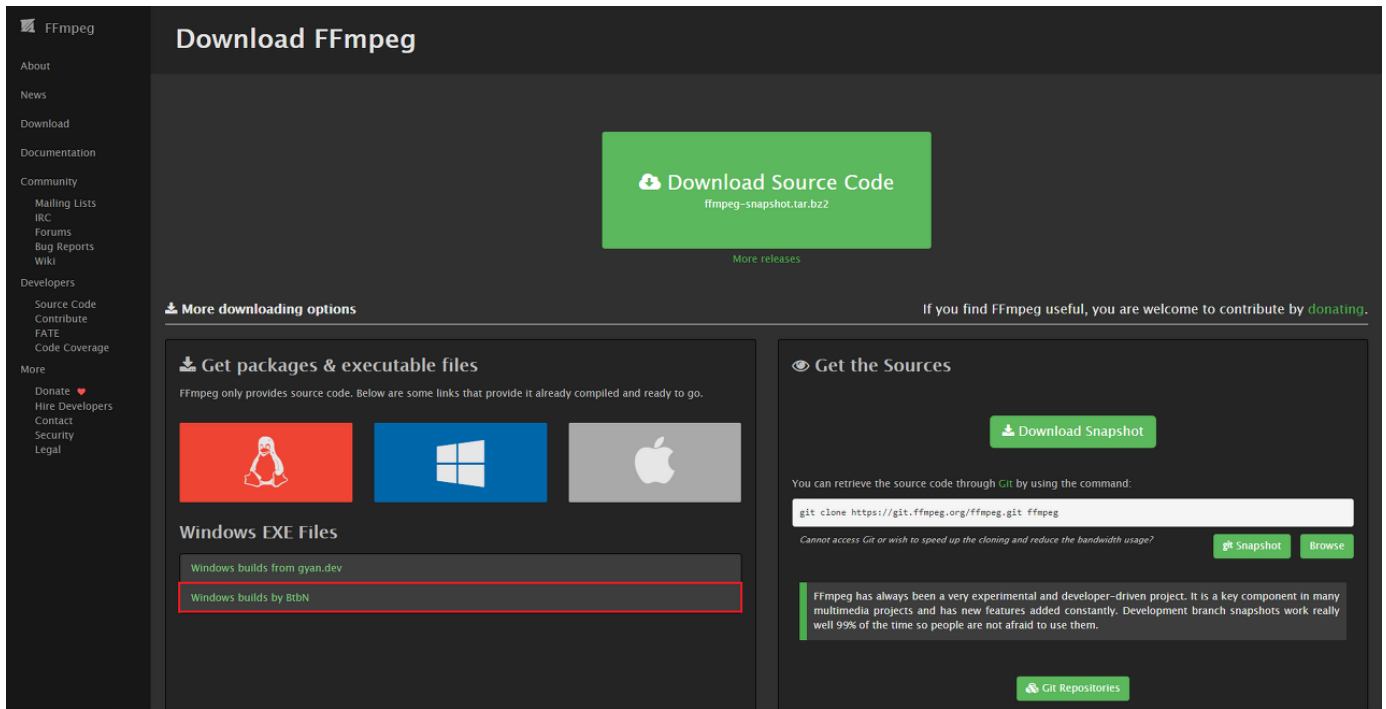 FFmpeg
About
News
Download
Documentation
Community
Mailing Lists
IRC
Forums
Bug Reports
Wiki
Developers
Source Code
Contribute
FATE
Code Coverage
More
Donate
Hire Developers
Contact
Security
Legal
Download FFmpeg
Download Source Code
ffmpeg-snapshot.tar.bz2
More releases
More downloading options
If you find FFmpeg useful, you are welcome to contribute by donating.
Get packages & executable files
FFmpeg only provides source code. Below are some links that provide it already compiled and ready to go.
Windows EXE Files
Windows builds from gyan.dev
Windows builds by BtbN
Get the Sources
Download Snapshot
You can retrieve the source code through Git by using the command:
git clone https://git.ffmpeg.org/ffmpeg.git ffmpeg
Cannot access Git or wish to speed up the cloning and reduce the bandwidth usage?
git Snapshot
Browse
FFmpeg has always been a very experimental and developer-driven project. It is a key component in many
multimedia projects and has new features added constantly. Development branch snapshots work really
well 99% of the time so people are not afraid to use them.
Git Repositories